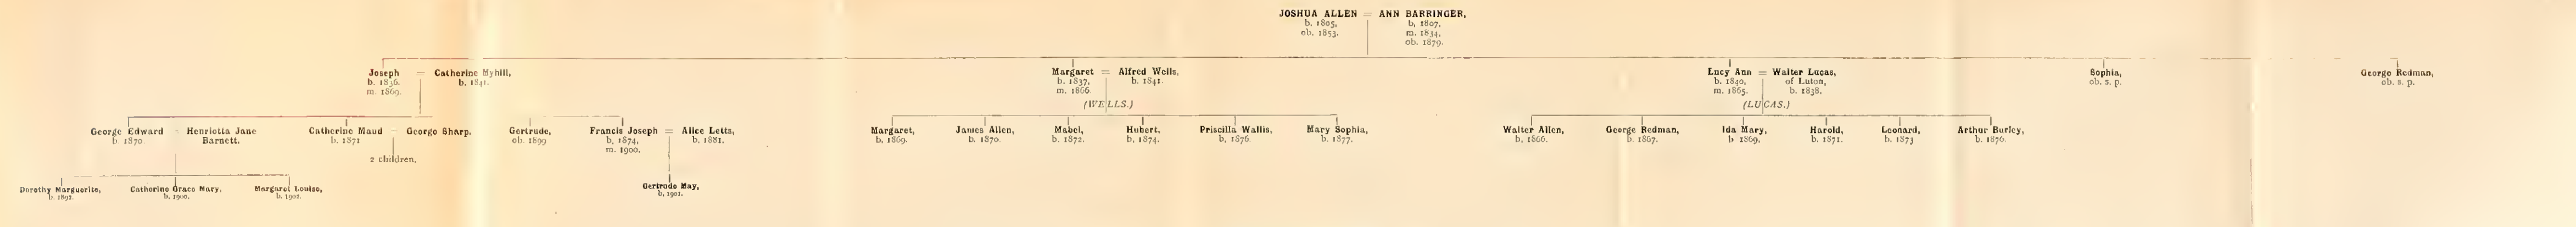 JOSHUA ALLEN = ANN BARRINGER,
b. 1805, b. 1807,
ob. 1853. m. 1834,
ob. 1879.
Joseph = Catherine Myhill, Margaret = Alfred Wells, Lucy Ann = Walter Lucas, Sophia, George Redman,
b. 1836, b. 1841. b. 1837, b. 1841. b. 1840, of Luton, ob. s. p. ob. s. p.
m. 1869. m. 1866. m. 1865. b. 1838.
(WELLS.) (LUCAS.)
George Edward Henrietta Jane Catherine Maud = George Sharp. Gertrude, Francis Joseph = Alice Letts, Margaret, James Allen, Mabel, Hubert, Priscilla Wallis, Mary Sophia, Walter Allen, George Redman, Ida Mary, Harold, Leonard, Arthur Burley,
b. 1870. Barnett. b. 1871 ob. 1899 b. 1874, b. 1881. b. 1869. b. 1870. b. 1872. b. 1874. b. 1876. b. 1877. b. 1866. b. 1867. b 1869. b. 1871. b. 1873 b. 1876.
m. 1900.
2 children.
Dorothy Marguerite, Catherine Grace Mary, Margaret Louise, Gertrude May,
b. b. 1900. b. 1901. b. 1901.